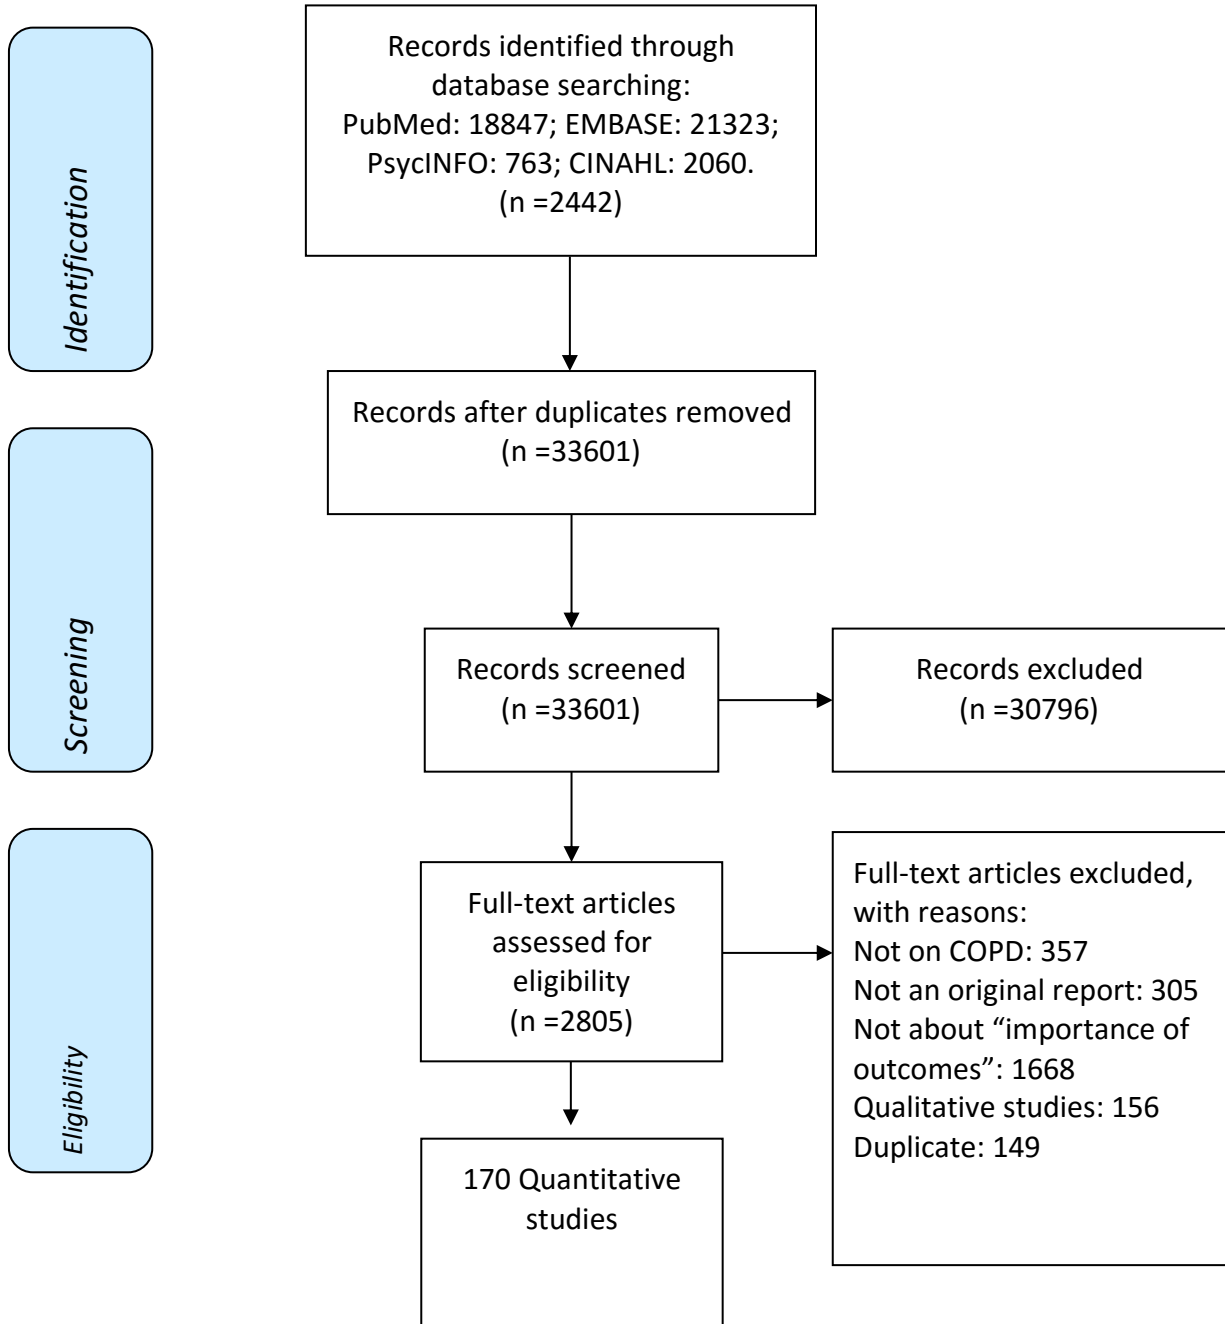 Identification
Records identified through
database searching:
PubMed: 18847; EMBASE: 21323;
PsycINFO: 763; CINAHL: 2060.
(n =2442)
Records after duplicates removed
(n =33601)
Screening
Records screened
(n =33601)
Records excluded
(n =30796)
Eligibility
Full-text articles
assessed for
eligibility
(n =2805)
Full-text articles excluded,
with reasons:
Not on COPD: 357
Not an original report: 305
Not about “importance of
outcomes”: 1668
Qualitative studies: 156
Duplicate: 149
170 Quantitative
studies